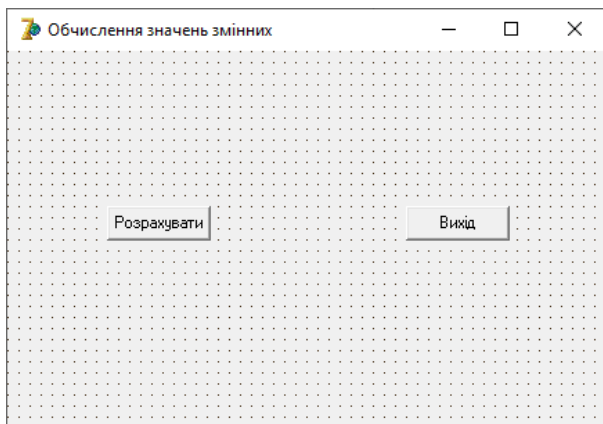 Обчислення значень змінних
Розрахувати
Вихід